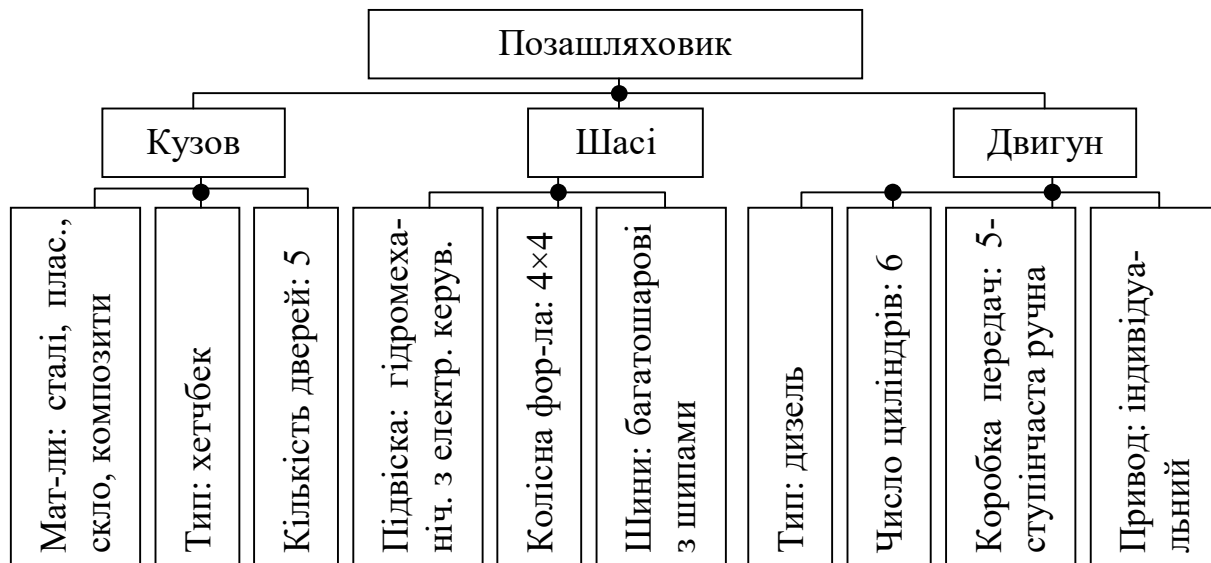 Позашляховик
Кузов
Шасі
Двигун
Мат-ли: сталі, плас.,
скло, композити
Тип: хетчбек
Кількість дверей: 5
Підвіска: гідромеха-
ніч. з електр. керув.
Колісна фор-ла: 4×4
Шини: багатошарові
з шипами
Тип: дизель
Число циліндрів: 6
Коробка передач: 5-
ступінчаста ручна
Привод: індивідуа-
льний